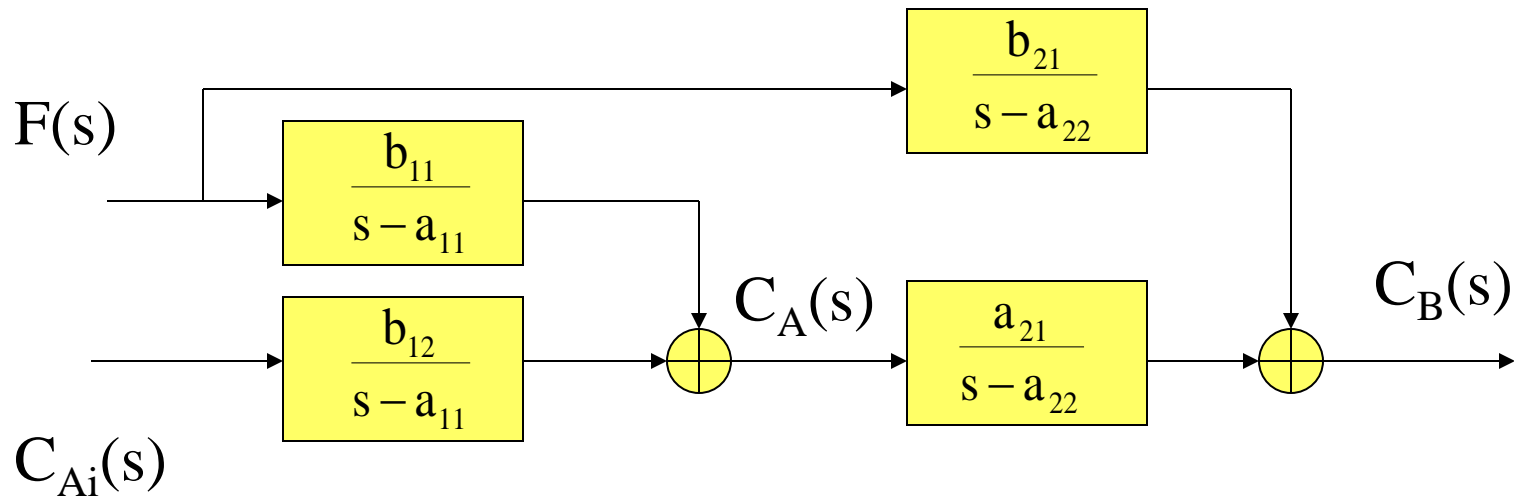 b21
s − a22
F(s)
b11
s − a11
CA(s)
CB(s)
b12
s − a11
a21
s − a22
CAi(s)